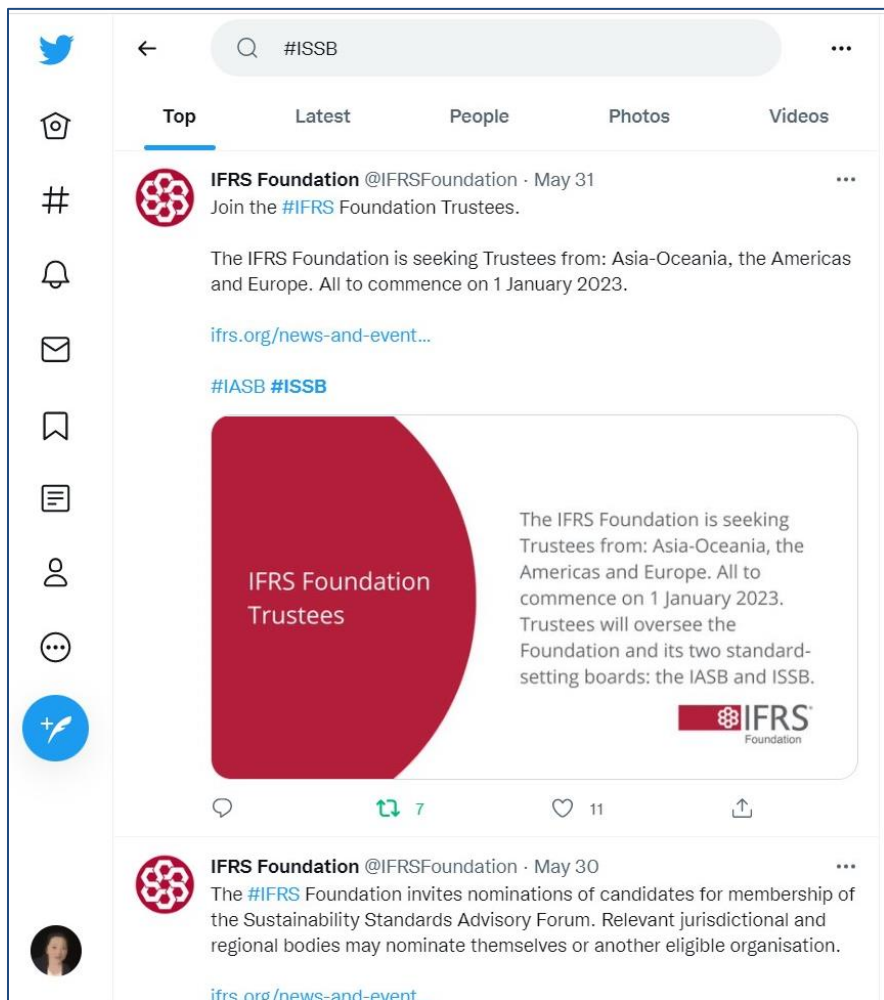 #ISSB
Top Latest People Photos Videos
IFRS Foundation @IFRSFoundation · May 31
Join the #IFRS Foundation Trustees.
The IFRS Foundation is seeking Trustees from: Asia-Oceania, the Americas
and Europe. All to commence on 1 January 2023.
ifrs.org/news-and-event...
#IASB #ISSB
IFRS Foundation
Trustees
The IFRS Foundation is seeking
Trustees from: Asia-Oceania, the
Americas and Europe. All to
commence on 1 January 2023.
Trustees will oversee the
Foundation and its two standard-
setting boards: the IASB and ISSB.
IFRS®
Foundation
7 11
IFRS Foundation @IFRSFoundation · May 30
The #IFRS Foundation invites nominations of candidates for membership of
the Sustainability Standards Advisory Forum. Relevant jurisdictional and
regional bodies may nominate themselves or another eligible organisation.
ifrs.org/news-and-event...